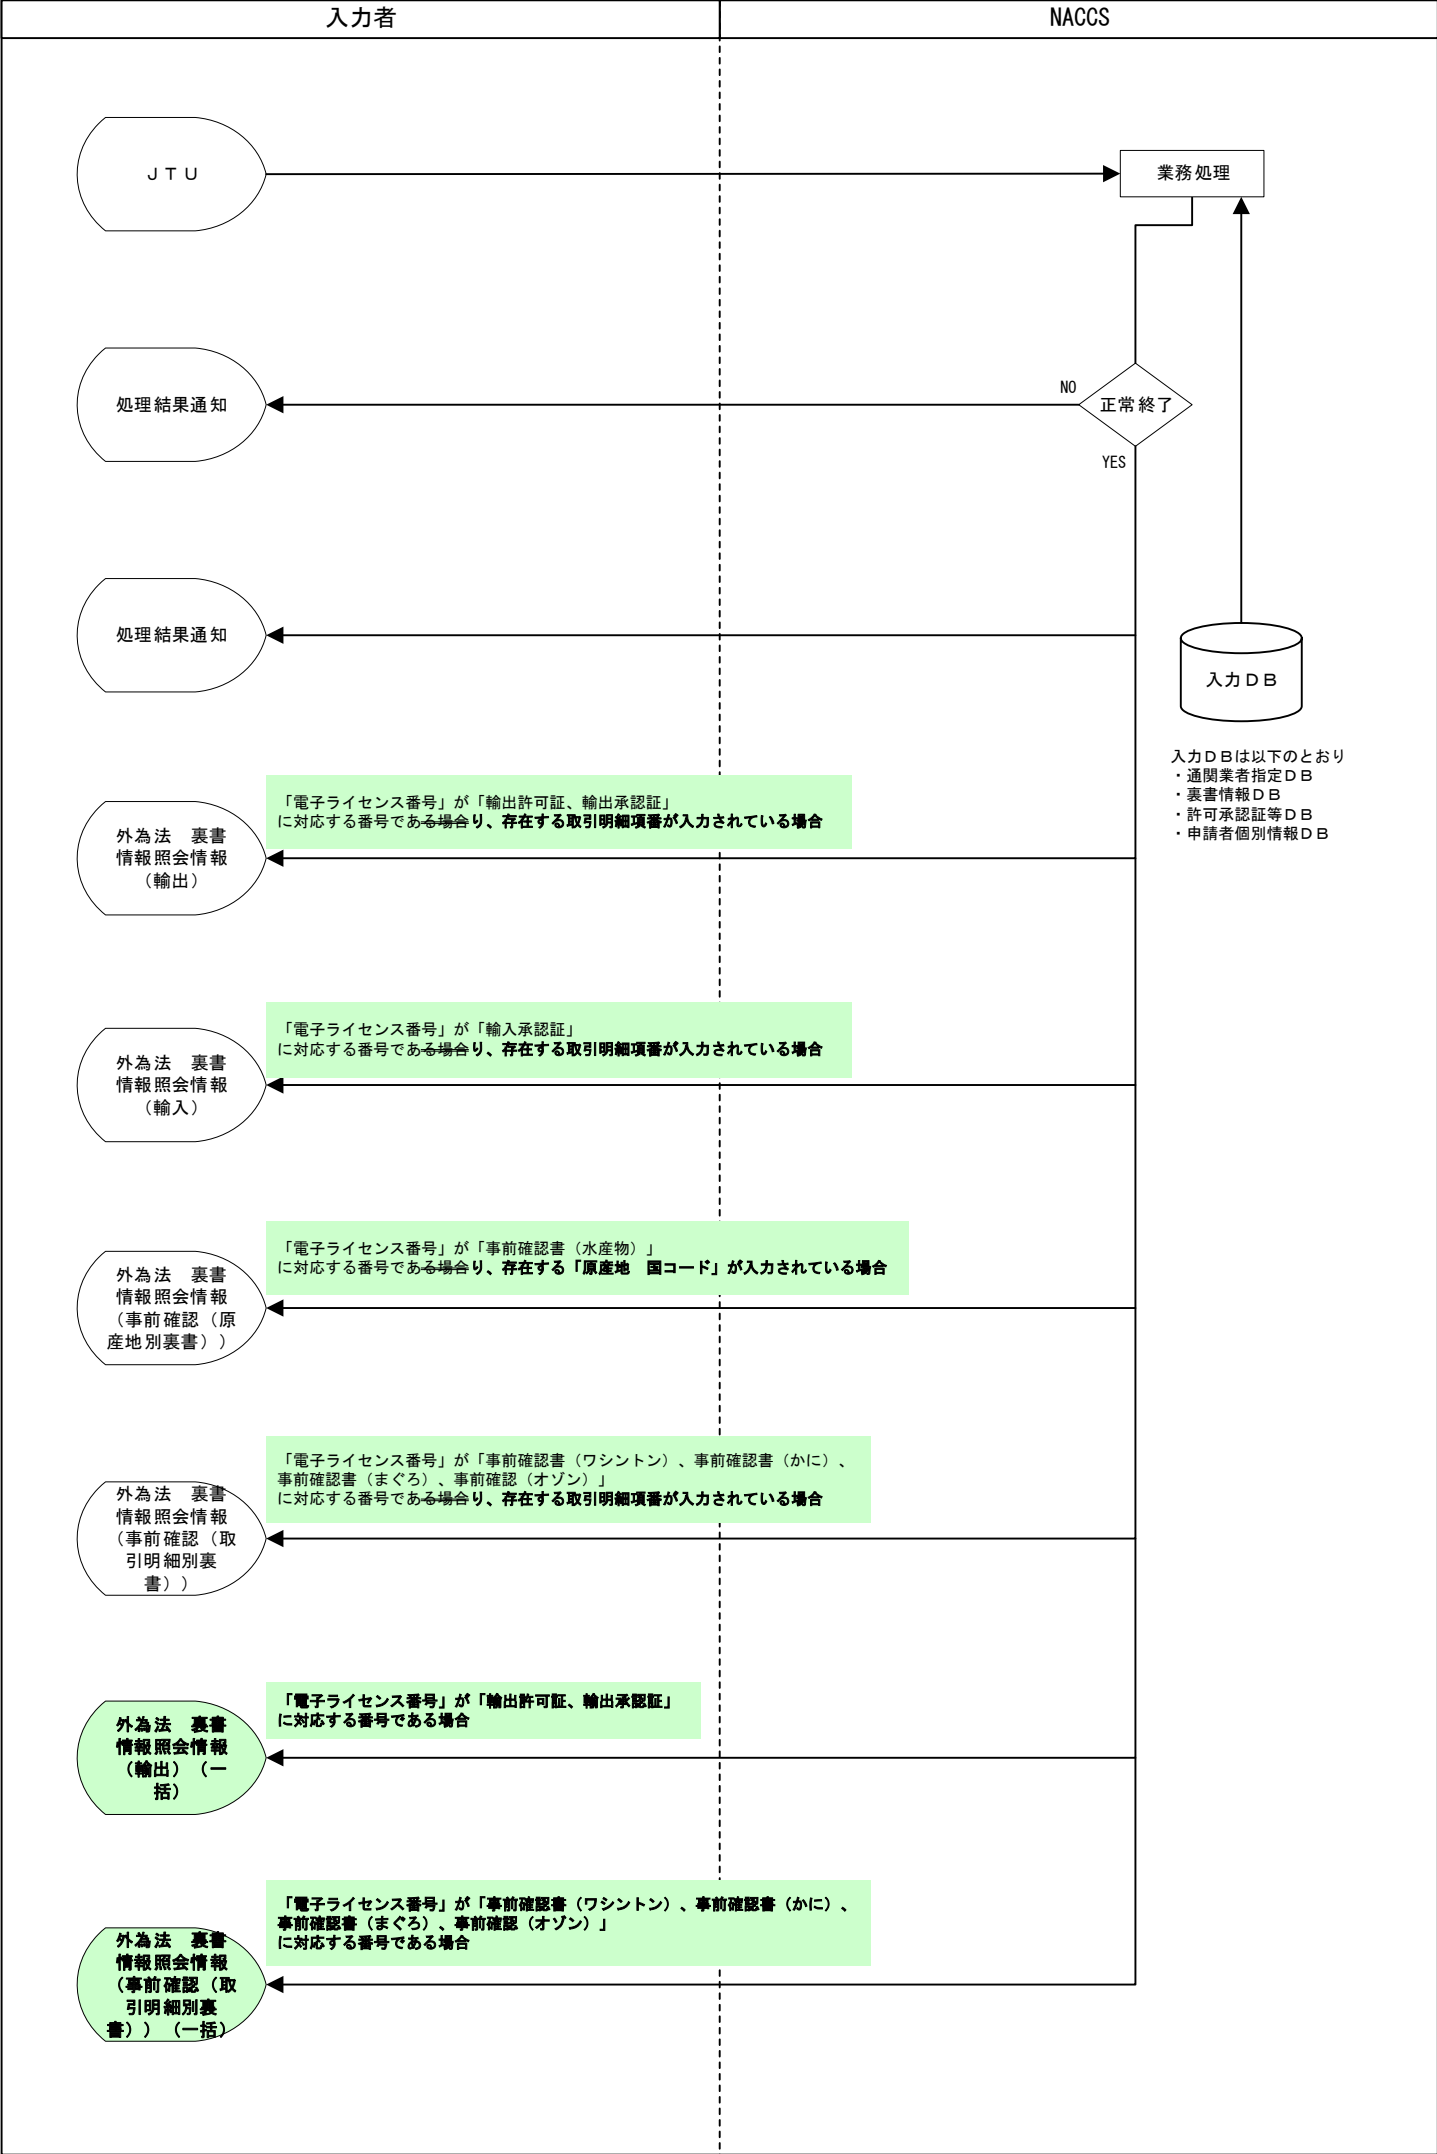 入力者
NACCS
ＪＴＵ
業務処理
処理結果通知
NO
正常終了
YES
処理結果通知
入力ＤＢ
入力ＤＢは以下のとおり
・通関業者指定ＤＢ
・裏書情報ＤＢ
・許可承認証等ＤＢ
・申請者個別情報ＤＢ
「電子ライセンス番号」が「輸出許可証、輸出承認証」
に対応する番号である場合り、存在する取引明細項番が入力されている場合
外為法　裏書
情報照会情報
（輸出）
「電子ライセンス番号」が「輸入承認証」
に対応する番号である場合り、存在する取引明細項番が入力されている場合
外為法　裏書
情報照会情報
（輸入）
「電子ライセンス番号」が「事前確認書（水産物）」
に対応する番号である場合り、存在する「原産地　国コード」が入力されている場合
外為法　裏書
情報照会情報
（事前確認（原
産地別裏書））
「電子ライセンス番号」が「事前確認書（ワシントン）、事前確認書（かに）、
事前確認書（まぐろ）、事前確認（オゾン）」
に対応する番号である場合り、存在する取引明細項番が入力されている場合
外為法　裏書
情報照会情報
（事前確認（取
引明細別裏
書））
「電子ライセンス番号」が「輸出許可証、輸出承認証」
に対応する番号である場合
外為法　裏書
情報照会情報
（輸出）（一
括）
「電子ライセンス番号」が「事前確認書（ワシントン）、事前確認書（かに）、
事前確認書（まぐろ）、事前確認（オゾン）」
に対応する番号である場合
外為法　裏書
情報照会情報
（事前確認（取
引明細別裏
書））（一括）